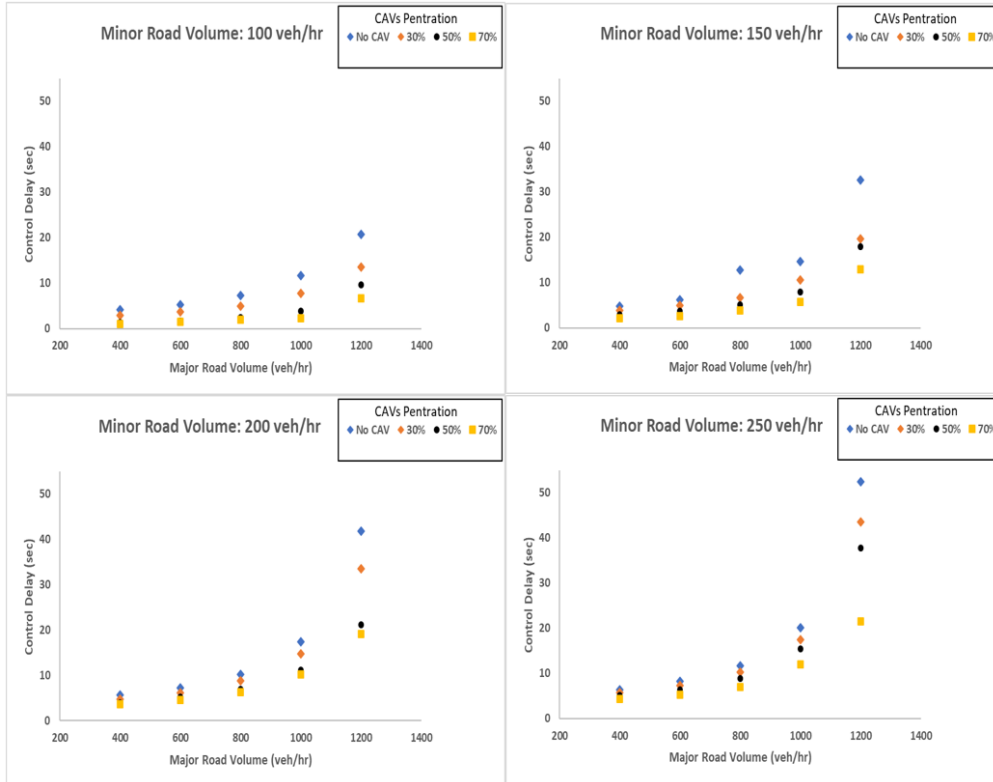 Minor Road Volume: 100 veh/hr
CAVs Pentration
No CAV 30% 50% 70%
Control Delay (sec)
50
40
30
20
10
0
200 400 600 800 1000 1200 1400
Major Road Volume (veh/hr)
Minor Road Volume: 150 veh/hr
CAVs Pentration
No CAV 30% 50% 70%
Control Delay (sec)
50
40
30
20
10
0
200 400 600 800 1000 1200 1400
Major Road Volume (veh/hr)
Minor Road Volume: 200 veh/hr
CAVs Pentration
No CAV 30% 50% 70%
Control Delay (sec)
50
40
30
20
10
0
200 400 600 800 1000 1200 1400
Major Road Volume (veh/hr)
Minor Road Volume: 250 veh/hr
CAVs Pentration
No CAV 30% 50% 70%
Control Delay (sec)
50
40
30
20
10
0
200 400 600 800 1000 1200 1400
Major Road Volume (veh/hr)